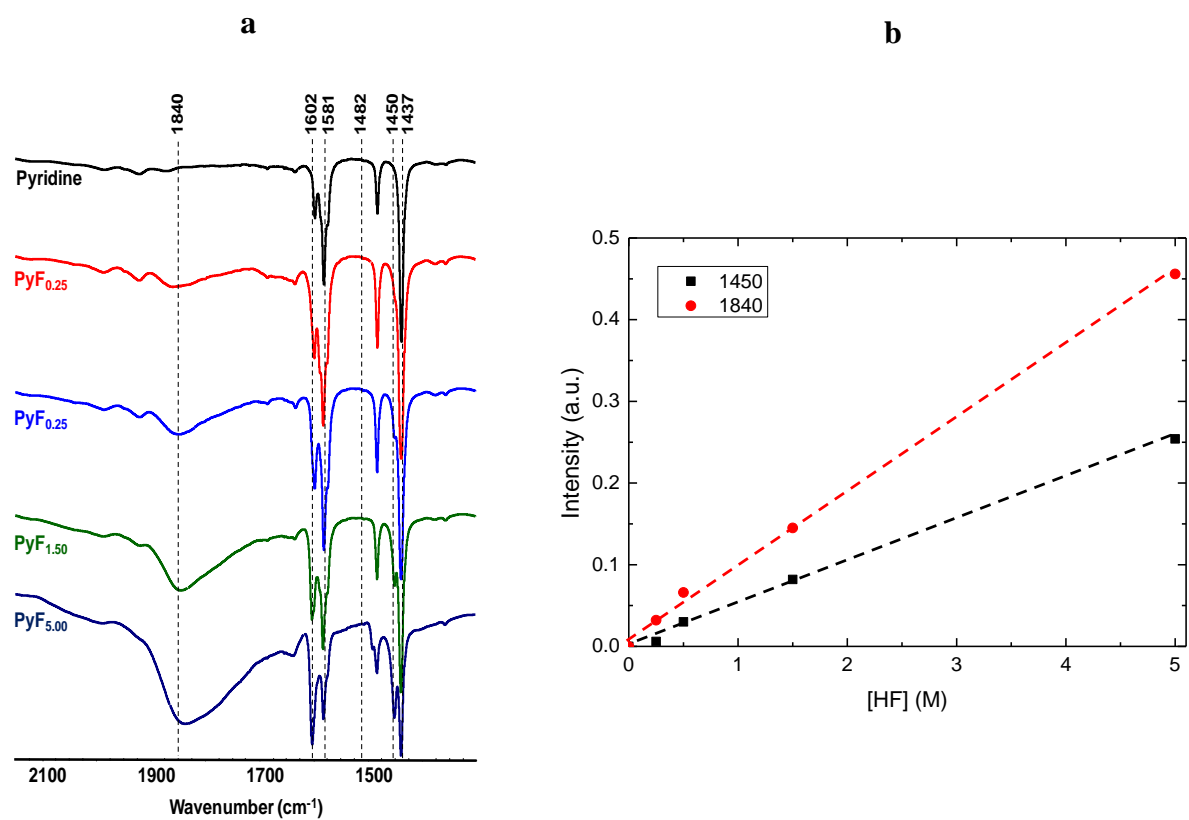 a
b
1840
1602
1581
1482
1450
1437
Pyridine
PyF0.25
PyF0.25
PyF1.50
PyF5.00
2100 1900 1700 1500
Wavenumber (cm-1)
0.5
0.4
0.3
0.2
0.1
0.0
Intensity (a.u.)
1450
1840
0 1 2 3 4 5
[HF] (M)